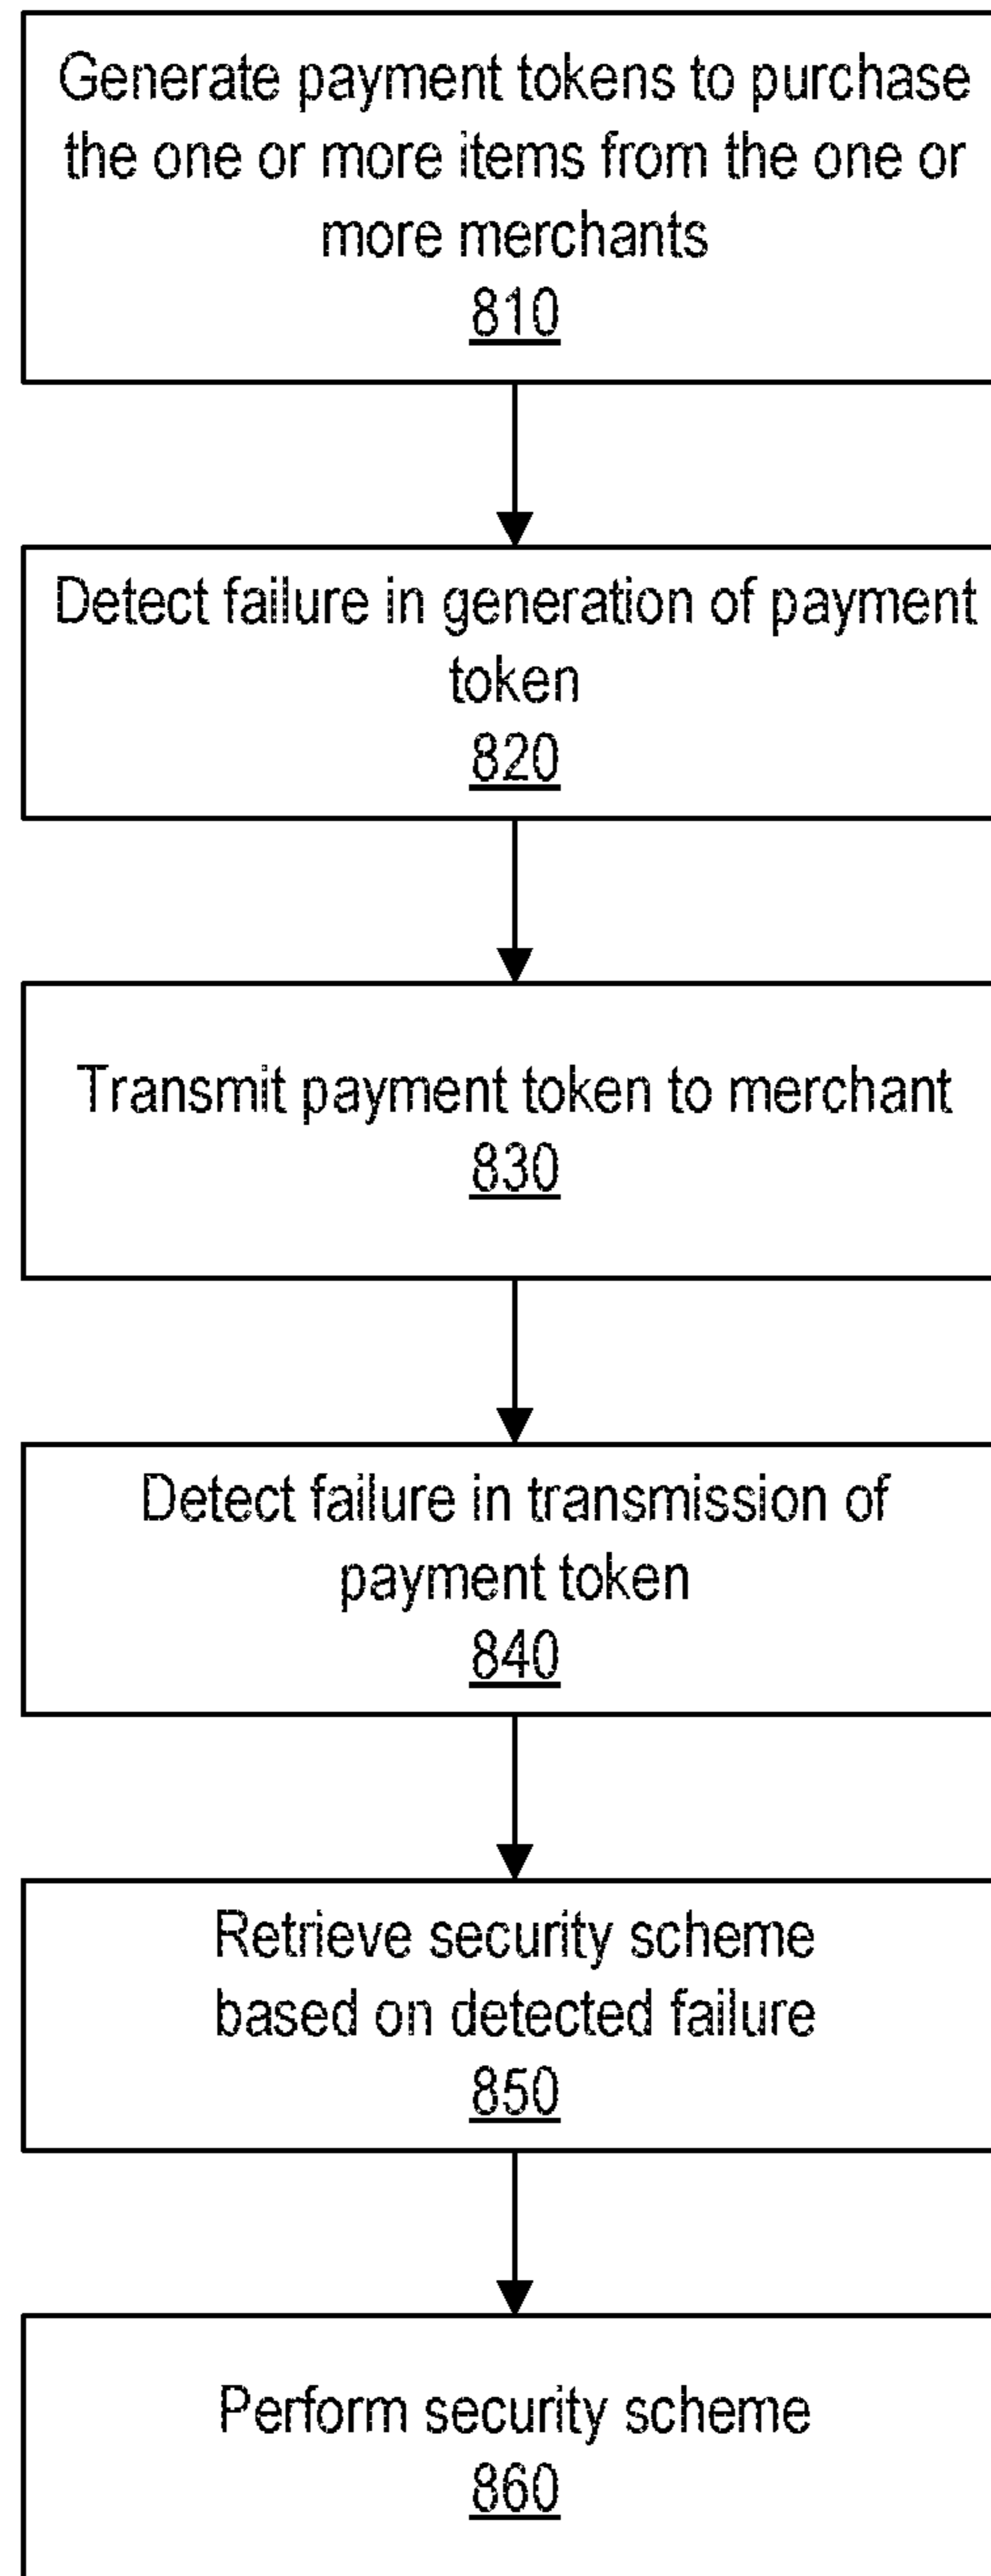 Generate payment tokens to purchase
the one or more items from the one or
more merchants
810
Detect failure in generation of payment
token
820
Transmit payment token to merchant
830
Detect failure in transmission of
payment token
840
Retrieve security scheme
based on detected failure
850
Perform security scheme
860